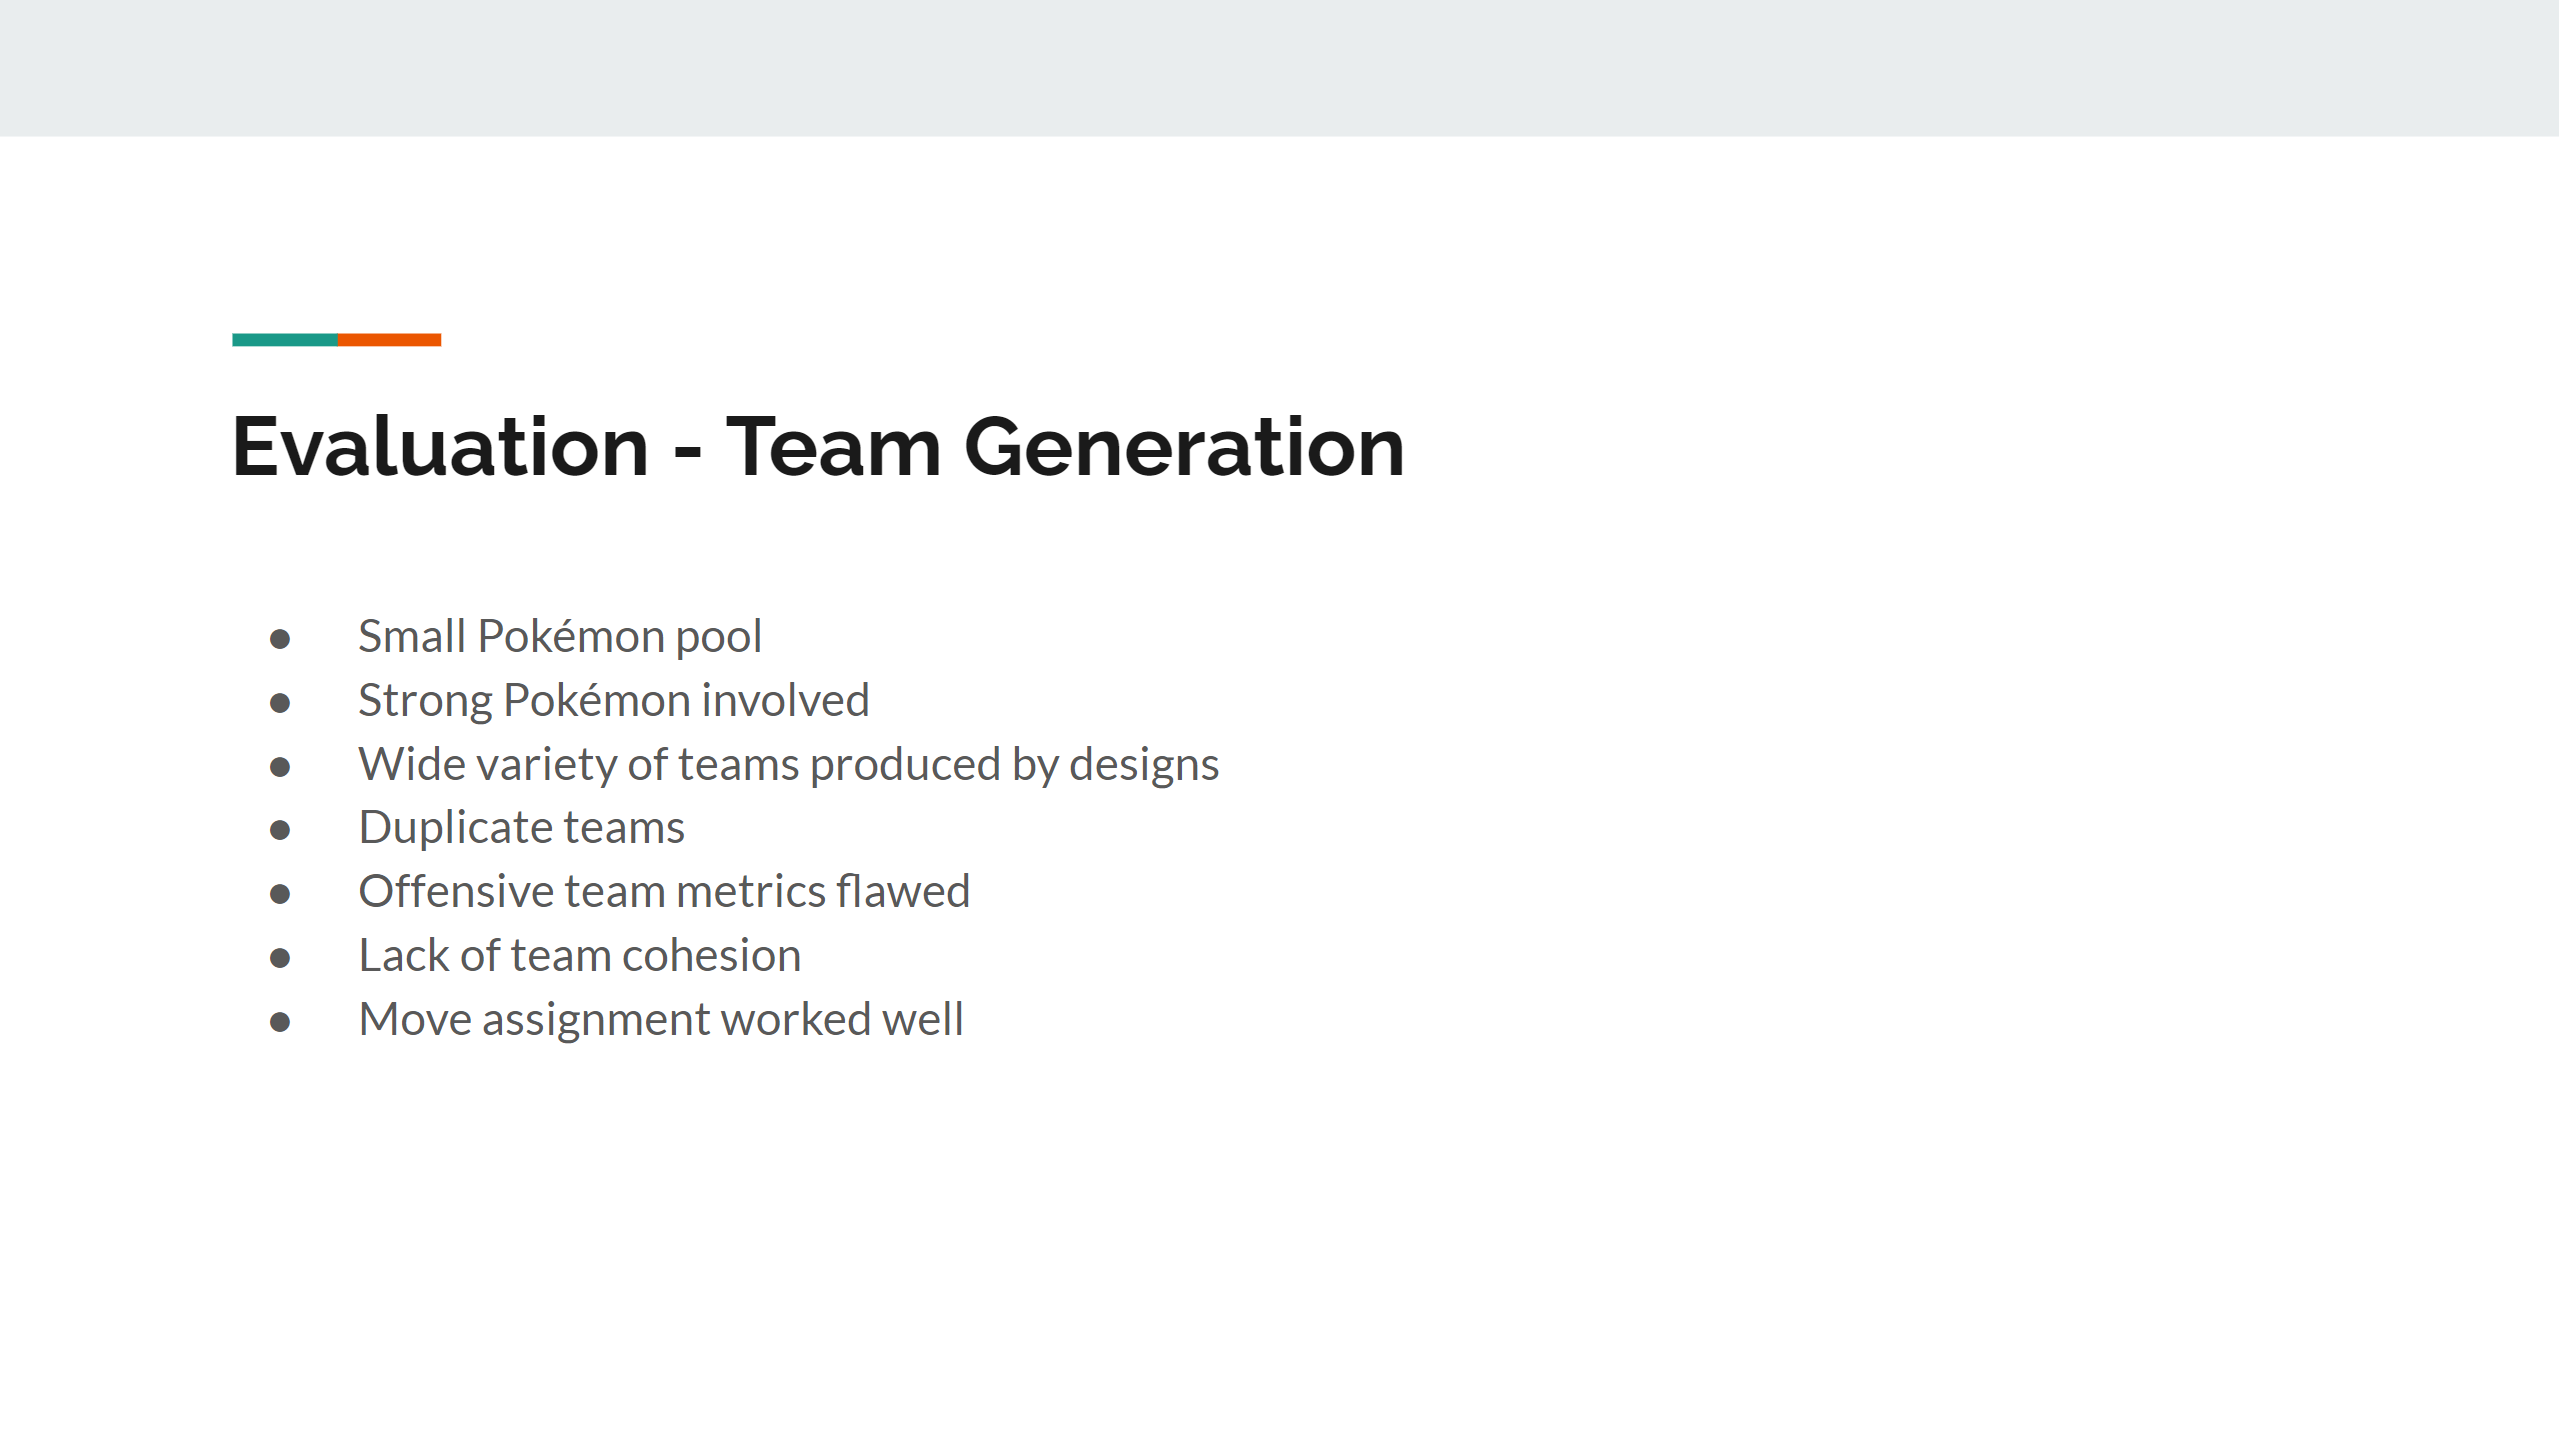 Evaluation - Team Generation
● Small Pokémon pool
● Strong Pokémon involved
● Wide variety of teams produced by designs
● Duplicate teams
● Offensive team metrics flawed
● Lack of team cohesion
● Move assignment worked well